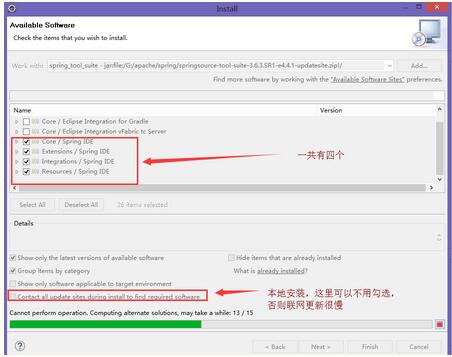 Install
Available Software
Check the items that you wish to install.
Work with: spring_tool_suite - jar:file:/G:/apache/spring/springsource-tool-suite-3.6.3.SR1-e4.4.1-updatesite.zip!/ Add...
Find more software by working with the "Available Software Sites" preferences.
Name Version
Core / Eclipse Integration for Gradle
Core / Eclipse Integration vFabric tc Server
Core / Spring IDE
Extensions / Spring IDE
Integrations / Spring IDE
Resources / Spring IDE
一共有四个
Select All Deselect All 26 items selected
Details
Show only the latest versions of available software Hide items that are already installed
Group items by category What is already installed?
Show only software applicable to target environment
Contact all update sites during install to find required software
本地安装，这里可以不用勾选，
否则联网更新很慢
Cannot perform operation. Computing alternate solutions, may take a while: 13 / 15
? < Back Next > Finish Cancel